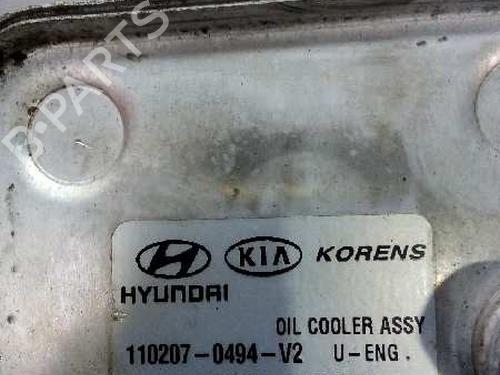 B-PARTS
KIA KORENS
HYUNDAI
OIL COOLER ASSY
110207-0494-V2 U-ENG.